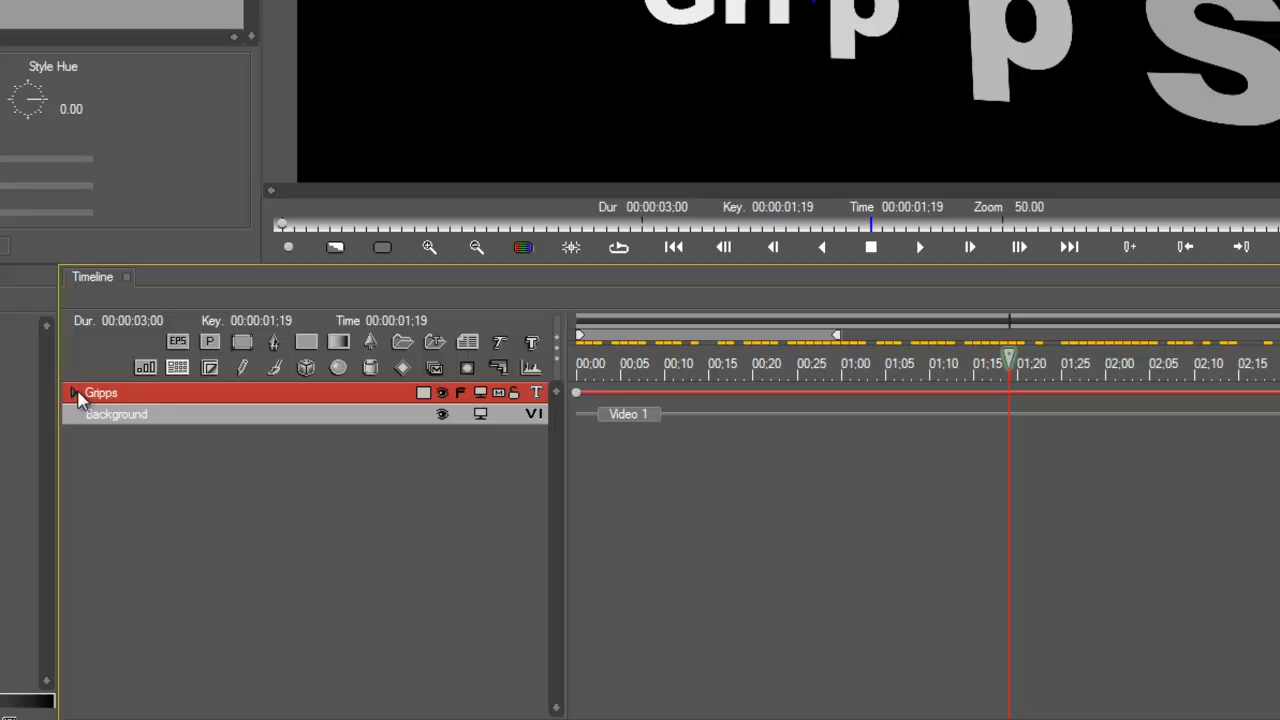 Gripps
Style Hue
0.00
Dur 00:00:03;00 Key. 00:00:01;19 Time 00:00:01;19 Zoom 50.00
Timeline
Dur. 00:00:03;00 Key. 00:00:01;19 Time 00:00:01;19
EPS P T T
00;00 00;05 00;10 00;15 00;20 00;25 01;00 01;05 01;10 01;15 01;20 01;25 02;00 02;05 02;10 02;15
Gripps F M T
Background V1 Video 1